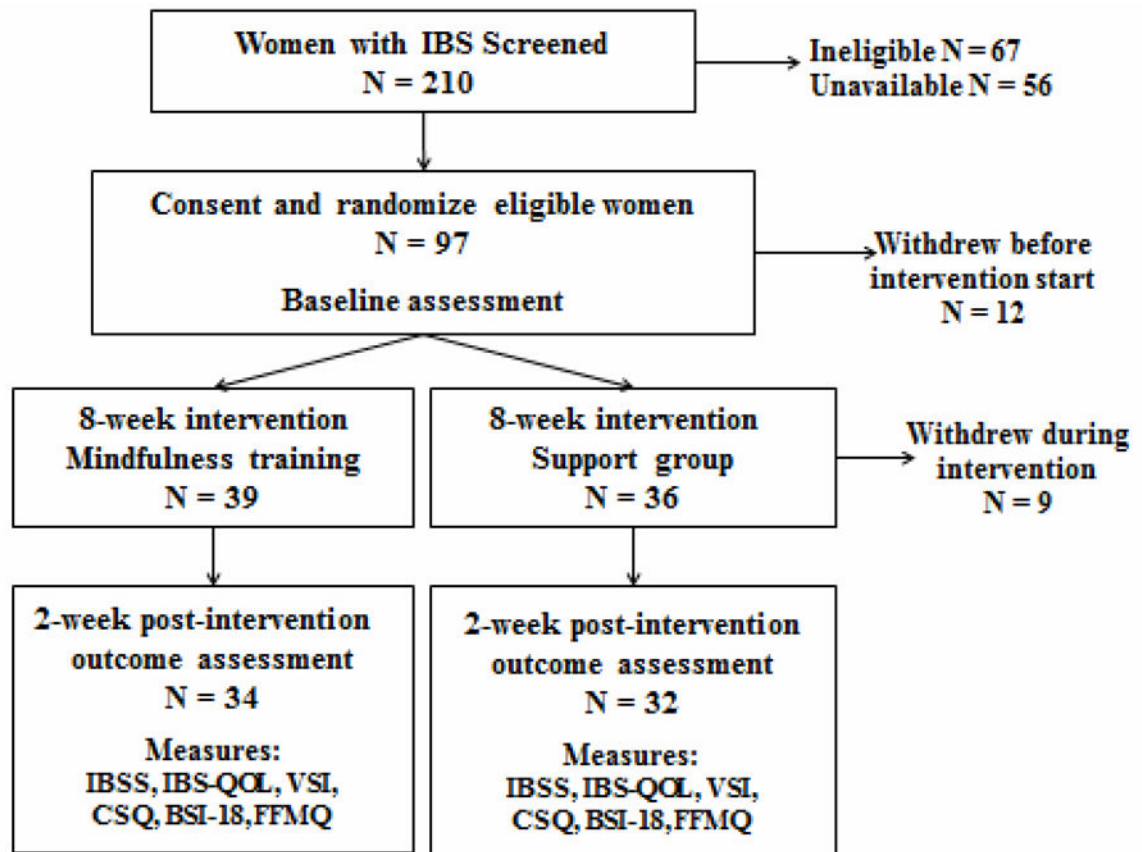 Women with IBS Screened
N = 210
Ineligible N = 67
Unavailable N = 56
Consent and randomize eligible women
N = 97
Baseline assessment
Withdrew before
intervention start
N = 12
8-week intervention
Mindfulness training
N = 39
8-week intervention
Support group
N = 36
Withdrew during
intervention
N = 9
2-week post-intervention
outcome assessment
N = 34
Measures:
IBSS, IBS-QOL, VSI,
CSQ, BSI-18, FFMQ
2-week post-intervention
outcome assessment
N = 32
Measures:
IBSS, IBS-QOL, VSI,
CSQ, BSI-18, FFMQ